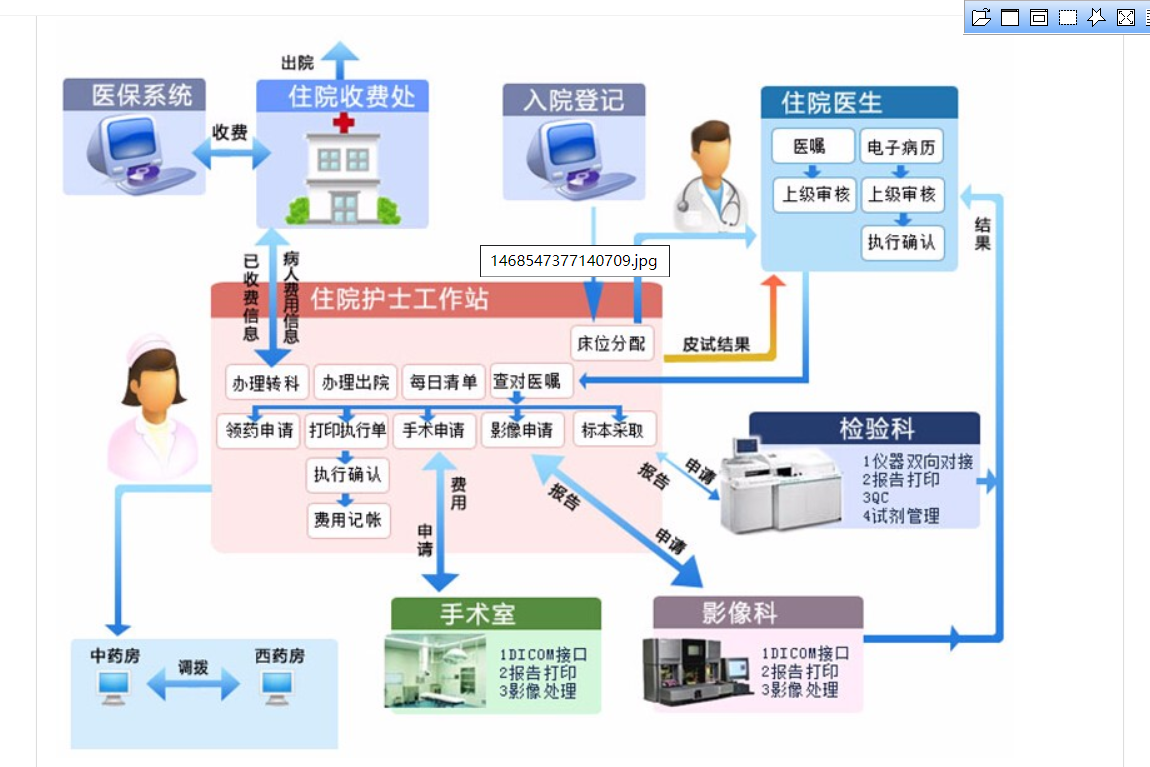 出院
医保系统
住院收费处
入院登记
住院医生
收费
医嘱
电子病历
上级审核
上级审核
执行确认
结果
1468547377140709.jpg
已收费信息
病人费用信息
住院护士工作站
床位分配
皮试结果
办理转科
办理出院
每日清单
查对医嘱
领药申请
打印执行单
手术申请
影像申请
标本采取
执行确认
费用记帐
费用
申请
报告
申请
报告
申请
检验科
1仪器双向对接
2报告打印
3QC
4试剂管理
手术室
1DICOM接口
2报告打印
3影像处理
影像科
1DICOM接口
2报告打印
3影像处理
中药房
调拨
西药房